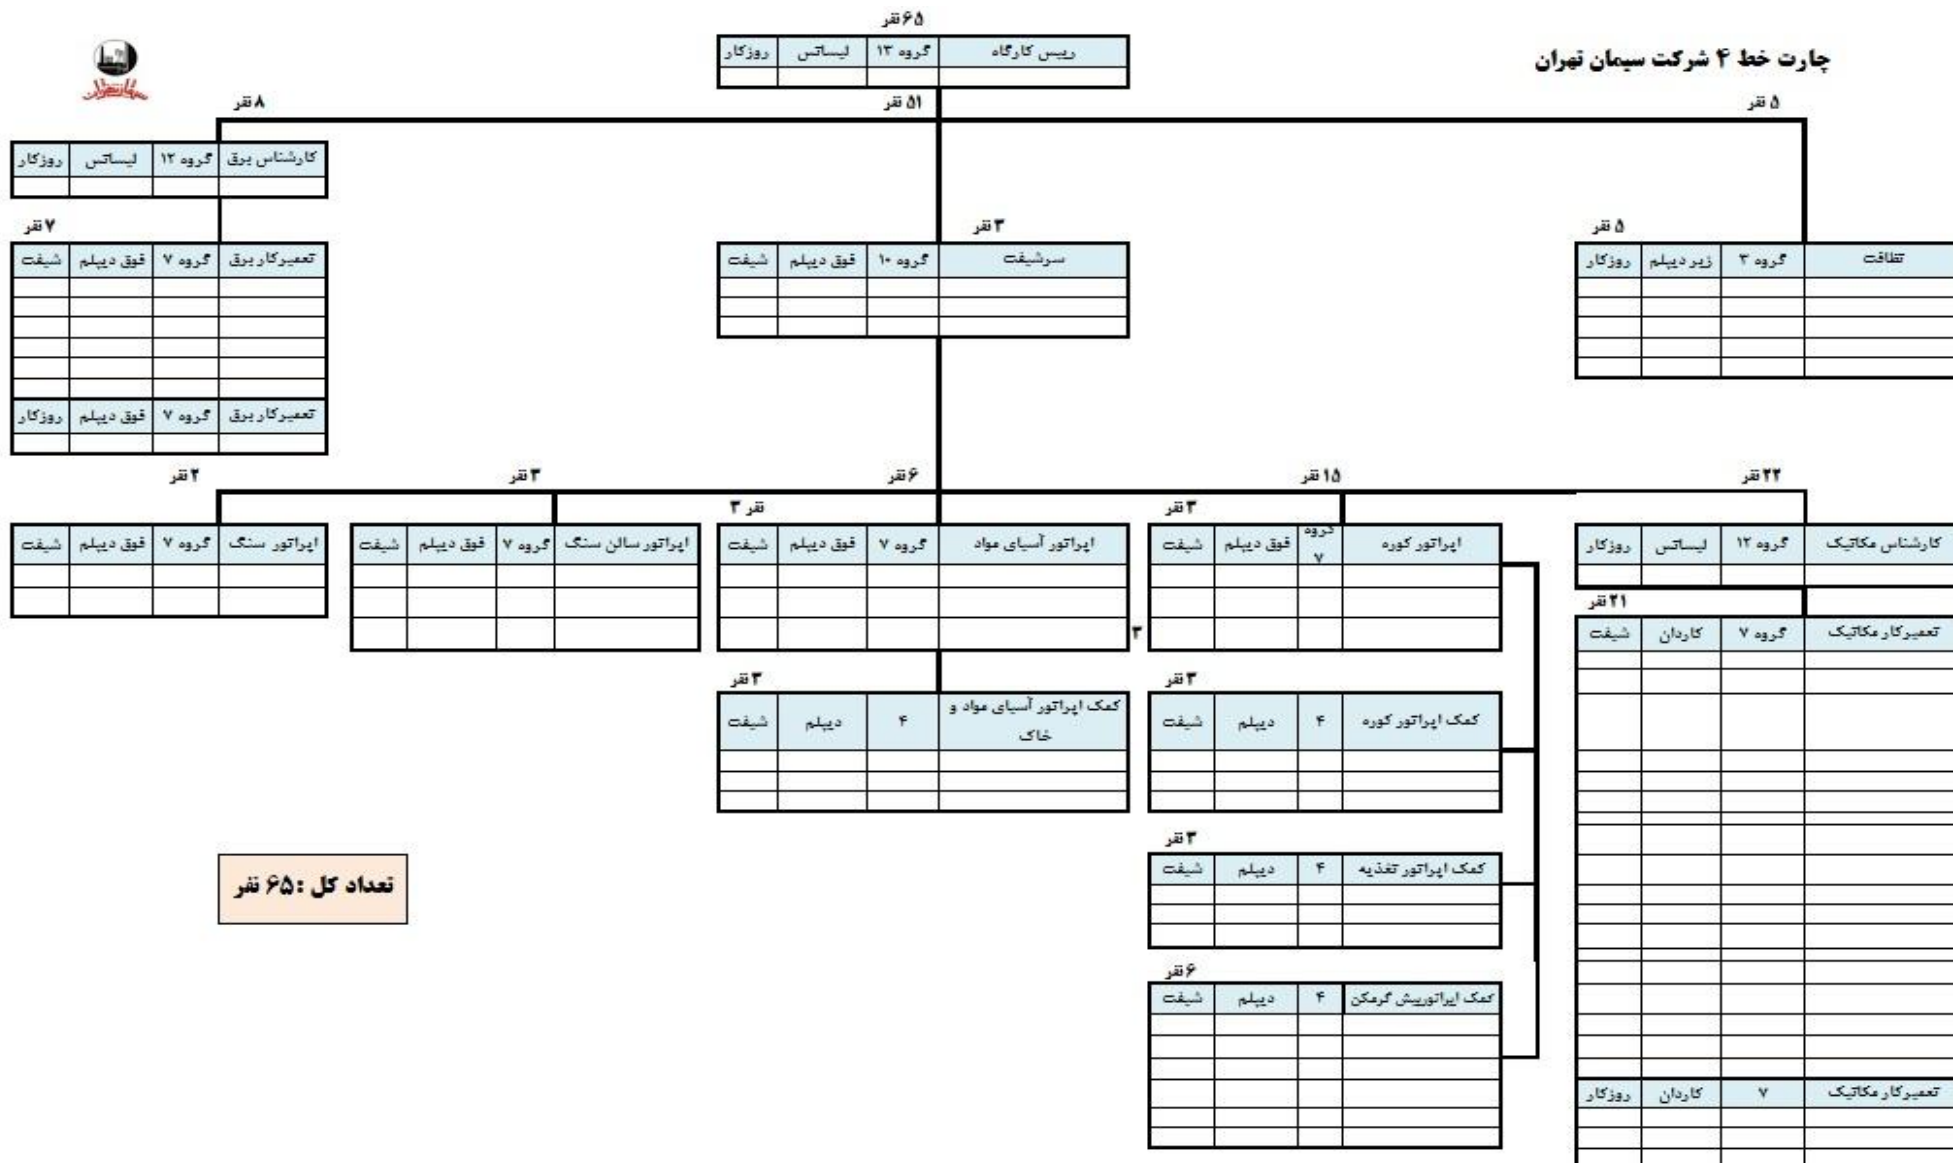 چارت خط ۴ شرکت سیمان تهران
سیمان تهران
۶۵ نفر
رییس کارگاه گروه ۱۳ لیسانس روزکار
۵ نفر
۵۱ نفر
۸ نفر
کارشناس برق گروه ۱۲ لیسانس روزکار
۵ نفر
نظافت گروه ۳ زیر دیپلم روزکار
۳ نفر
سرشیفت گروه ۱۰ فوق دیپلم شیفت
۷ نفر
تعمیرکار برق گروه ۷ فوق دیپلم شیفت
تعمیرکار برق گروه ۷ فوق دیپلم روزکار
۲۲ نفر
۱۵ نفر
۶ نفر
۳ نفر
۲ نفر
کارشناس مکانیک گروه ۱۲ لیسانس روزکار
۲۱ نفر
تعمیرکار مکانیک گروه ۷ کاردان شیفت
تعمیرکار مکانیک ۷ کاردان روزکار
۳ نفر
اپراتور کوره گروه ۷ فوق دیپلم شیفت
۳
۳ نفر
کمک اپراتور کوره ۴ دیپلم شیفت
۳ نفر
کمک اپراتور تغذیه ۴ دیپلم شیفت
۶ نفر
کمک اپراتورپیش گرمکن ۴ دیپلم شیفت
نفر ۳
اپراتور آسیای مواد گروه ۷ فوق دیپلم شیفت
۳ نفر
کمک اپراتور آسیای مواد و
خاک ۴ دیپلم شیفت
اپراتور سالن سنگ گروه ۷ فوق دیپلم شیفت
اپراتور سنگ گروه ۷ فوق دیپلم شیفت
تعداد کل :۶۵ نفر